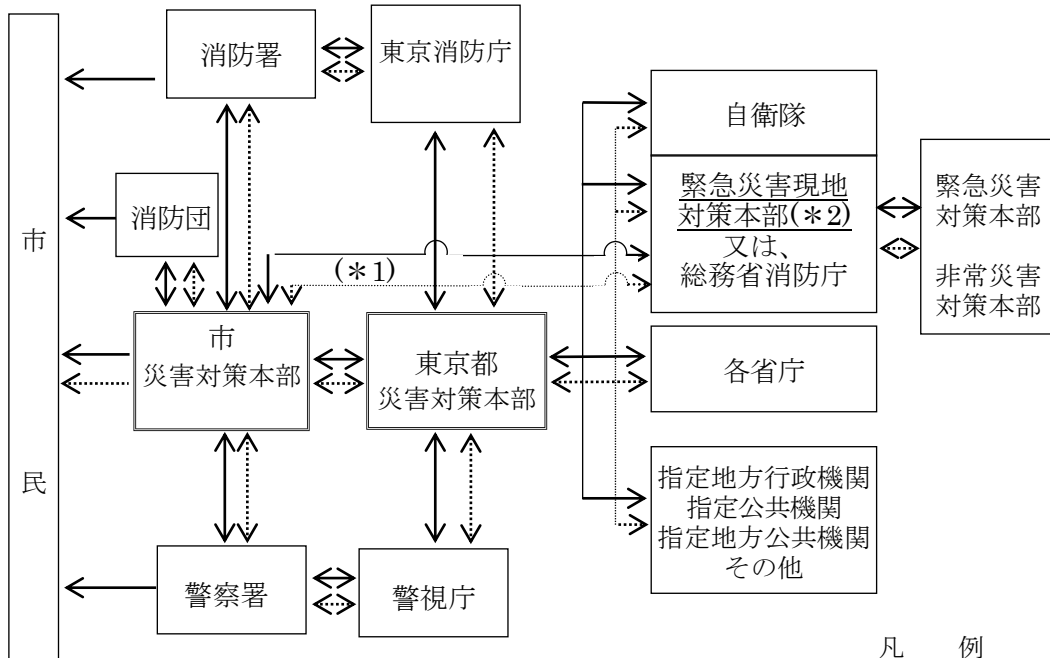 市
民
消防署
東京消防庁
消防団
(＊1)
市
災害対策本部
東京都
災害対策本部
警察署
警視庁
自衛隊
緊急災害現地
対策本部(＊2)
又は、
総務省消防庁
緊急災害
対策本部
非常災害
対策本部
各省庁
指定地方行政機関
指定公共機関
指定地方公共機関
その他
凡　例